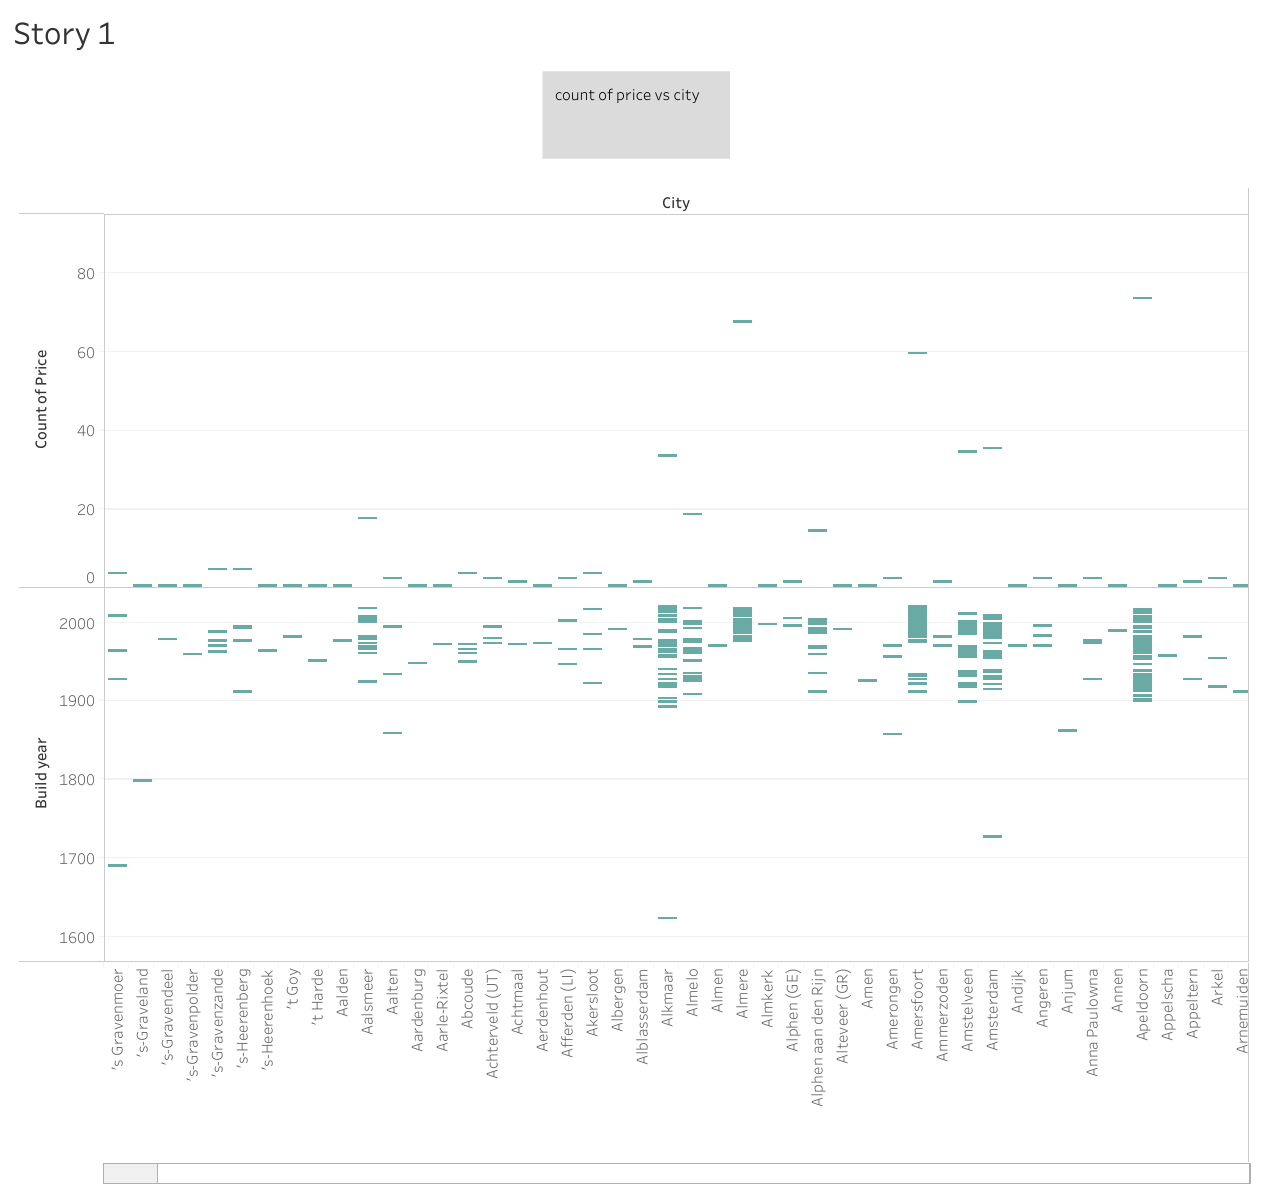 Story 1
count of price vs city
City
Count of Price
80
60
40
20
0
Build year
2000
1900
1800
1700
1600
's Gravenmoer
's-Graveland
's-Gravendeel
's-Gravenpolder
's-Gravenzande
's-Heerenberg
's-Heerenhoek
't Goy
't Harde
Aalden
Aalsmeer
Aalten
Aardenburg
Aarle-Rixtel
Abcoude
Achterveld (UT)
Achtmaal
Aerdenhout
Afferden (LI)
Akersloot
Albergen
Alblasserdam
Alkmaar
Almelo
Almen
Almere
Almkerk
Alphen (GE)
Alphen aan den Rijn
Alteveer (GR)
Amen
Amerongen
Amersfoort
Ammerzoden
Amstelveen
Amsterdam
Andijk
Angeren
Anjum
Anna Paulowna
Annen
Apeldoorn
Appelscha
Appeltern
Arkel
Arnemuiden